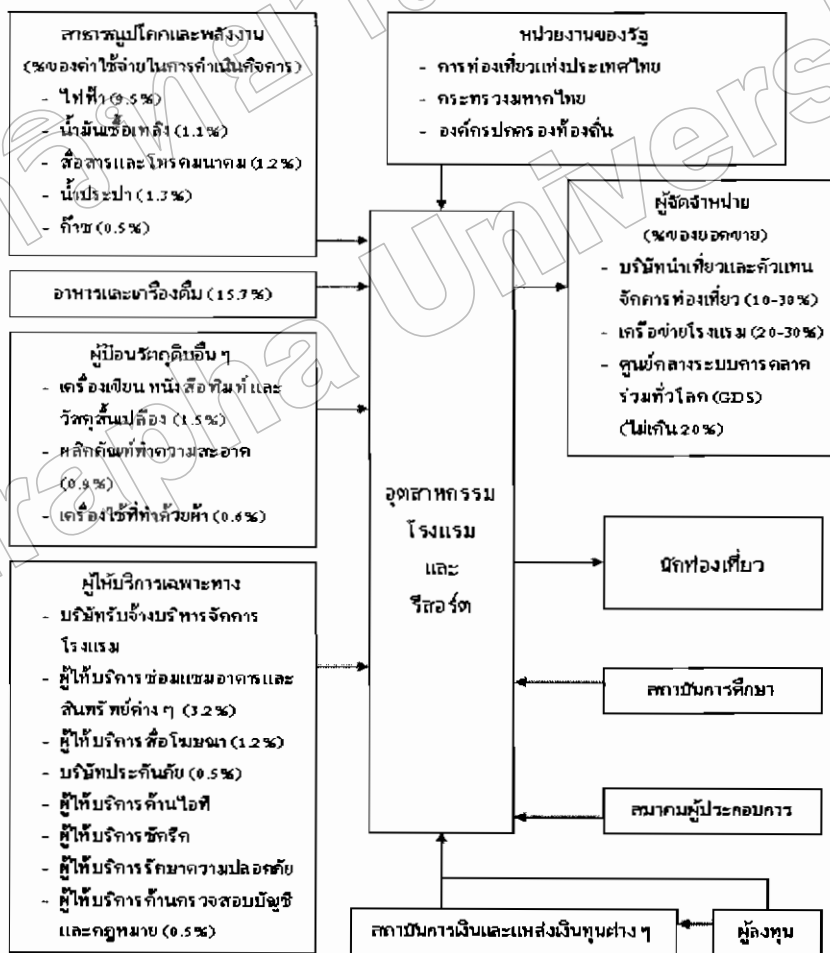 สาธารณูปโภคและพลังงาน
(%ของค่าใช้จ่ายในการดำเนินกิจการ)
- ไฟฟ้า (9.5%)
- น้ำมันเชื้อเพลิง (1.1%)
- สื่อสารและโทรคมนาคม (1.2%)
- น้ำประปา (1.3%)
- ก๊าซ (0.5%)
อาหารและเครื่องดื่ม (15.7%)
ผู้ป้อนวัตถุดิบอื่น ๆ
- เครื่องเขียน หนังสือพิมพ์ และ
วัสดุสิ้นเปลือง (1.5%)
- ผลิตภัณฑ์ทำความสะอาด
(0.9%)
- เครื่องใช้ที่ทำด้วยผ้า (0.6%)
ผู้ให้บริการเฉพาะทาง
- บริษัทรับจ้างบริหารจัดการ
โรงแรม
- ผู้ให้บริการซ่อมแซมอาคารและ
สินทรัพย์ต่าง ๆ (3.2%)
- ผู้ให้บริการสื่อโฆษณา (1.2%)
- บริษัทประกันภัย (0.5%)
- ผู้ให้บริการด้านไอที
- ผู้ให้บริการซักรีด
- ผู้ให้บริการรักษาความปลอดภัย
- ผู้ให้บริการด้านตรวจสอบบัญชี
และกฎหมาย (0.5%)
หน่วยงานของรัฐ
- การท่องเที่ยวแห่งประเทศไทย
- กระทรวงมหาดไทย
- องค์กรปกครองท้องถิ่น
อุตสาหกรรม
โรงแรม
และ
รีสอร์ต
ผู้จัดจำหน่าย
(%ของยอดขาย)
- บริษัทนำเที่ยวและตัวแทน
จัดการท่องเที่ยว (10-30%)
- เครือข่ายโรงแรม (20-30%)
- ศูนย์กลางระบบการตลาด
ร่วมทั่วโลก (GDS)
(ไม่เกิน 20%)
นักท่องเที่ยว
สถาบันการศึกษา
สมาคมผู้ประกอบการ
สถาบันการเงินและแหล่งเงินทุนต่าง ๆ
ผู้ลงทุน